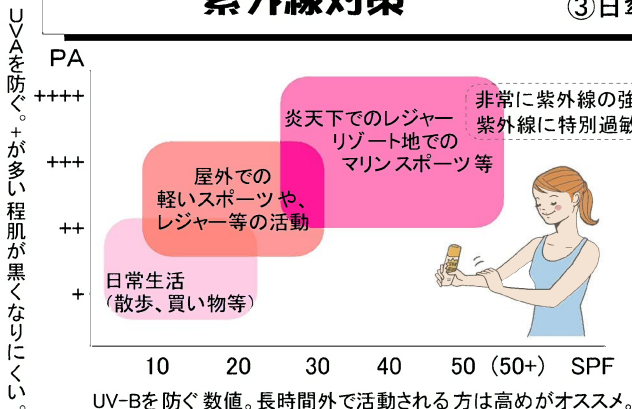 紫外線対策
UVAを防ぐ。+が多い程肌が黒くなりにくい。
PA
++++
+++
++
+
非常に紫外線の強
紫外線に特別過敏
炎天下でのレジャー
リゾート地での
マリンスポーツ等
屋外での
軽いスポーツや、
レジャー等の活動
日常生活
(散歩、買い物等)
10 20 30 40 50 (50+) SPF
UV-Bを防ぐ数値。長時間外で活動される方は高めがオススメ。